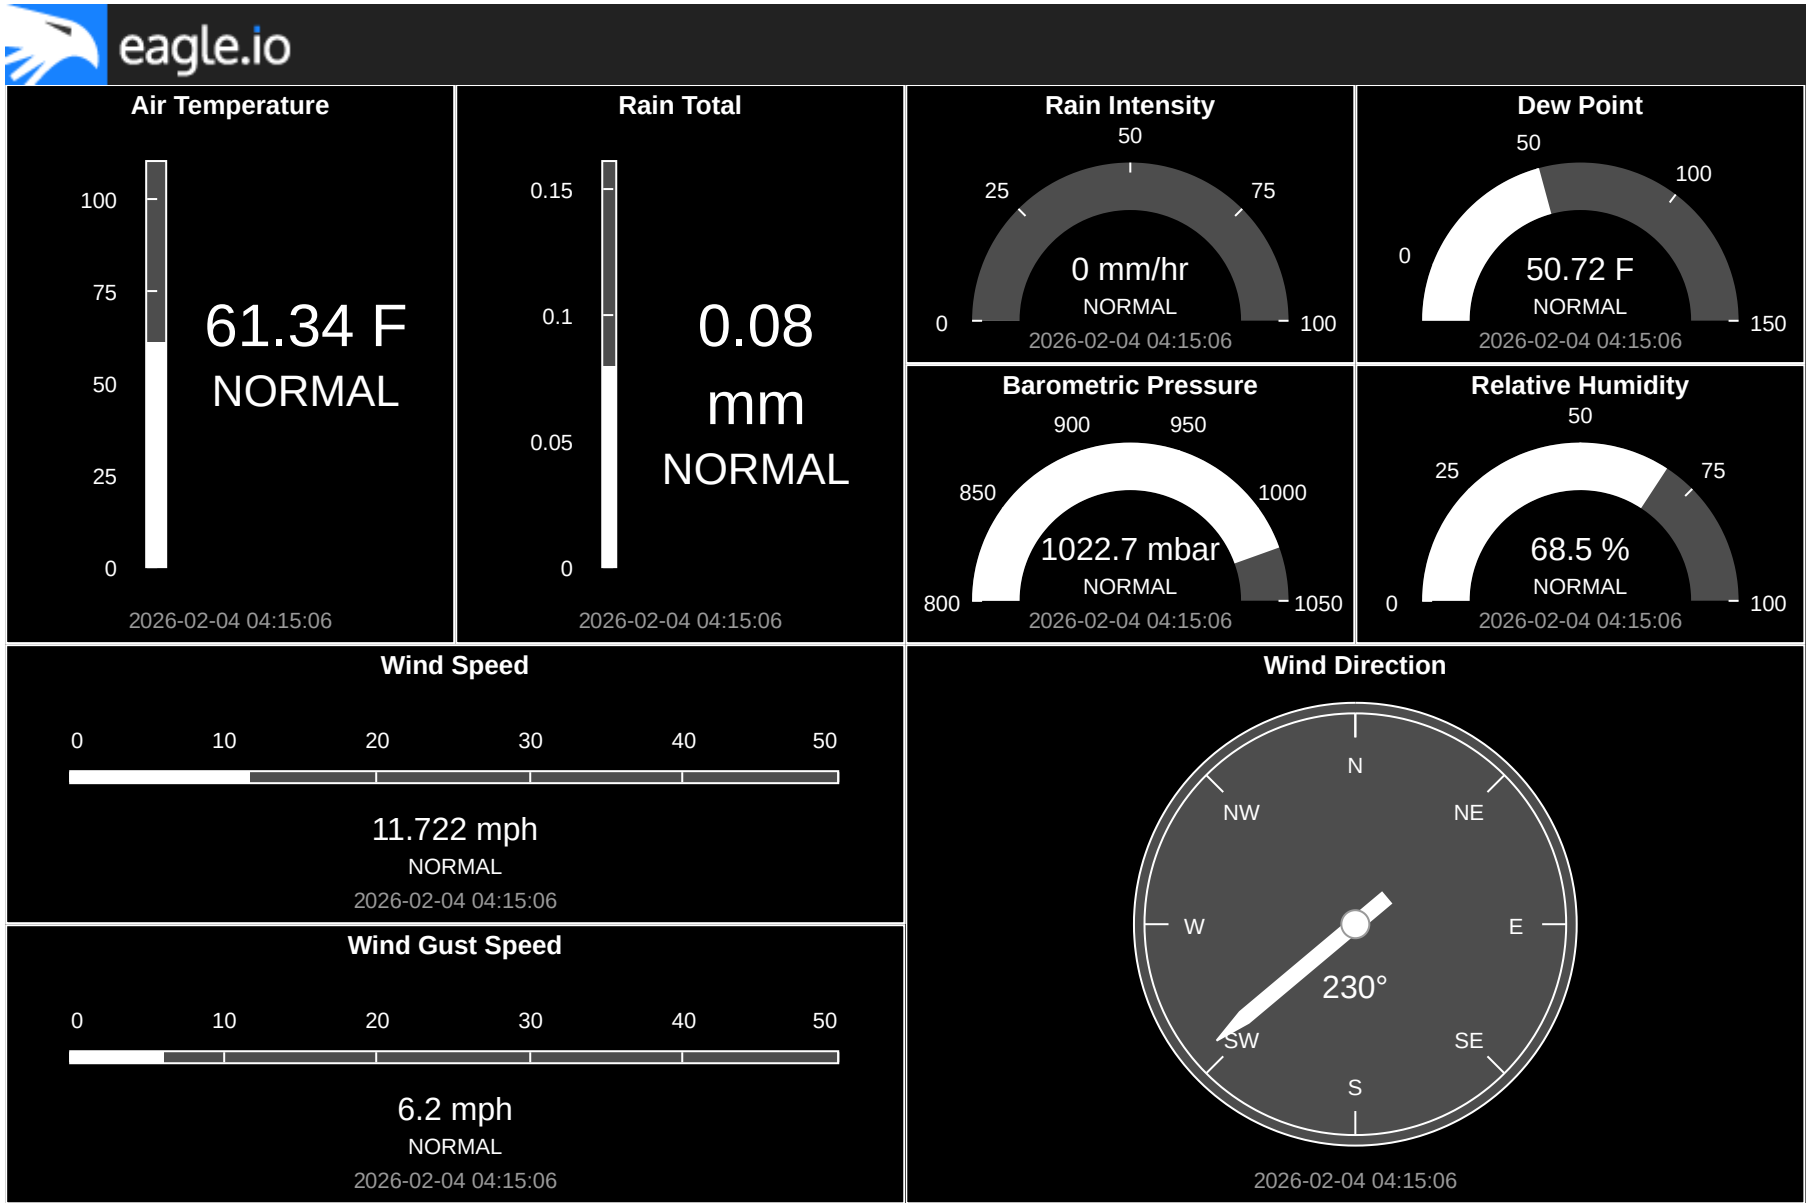 eagle.io
Air Temperature
100
75
50
25
0
61.34 F
NORMAL
2026-02-04 04:15:06
Rain Total
0.15
0.1
0.05
0
0.08
mm
NORMAL
2026-02-04 04:15:06
Rain Intensity
0
25
50
75
100
0 mm/hr
NORMAL
2026-02-04 04:15:06
Dew Point
0
50
100
150
50.72 F
NORMAL
2026-02-04 04:15:06
Barometric Pressure
800
850
900
950
1000
1050
1022.7 mbar
NORMAL
2026-02-04 04:15:06
Relative Humidity
0
25
50
75
100
68.5 %
NORMAL
2026-02-04 04:15:06
Wind Speed
0 10 20 30 40 50
11.722 mph
NORMAL
2026-02-04 04:15:06
Wind Gust Speed
0 10 20 30 40 50
6.2 mph
NORMAL
2026-02-04 04:15:06
Wind Direction
N
NW NE
W E
230°
SW SE
S
2026-02-04 04:15:06